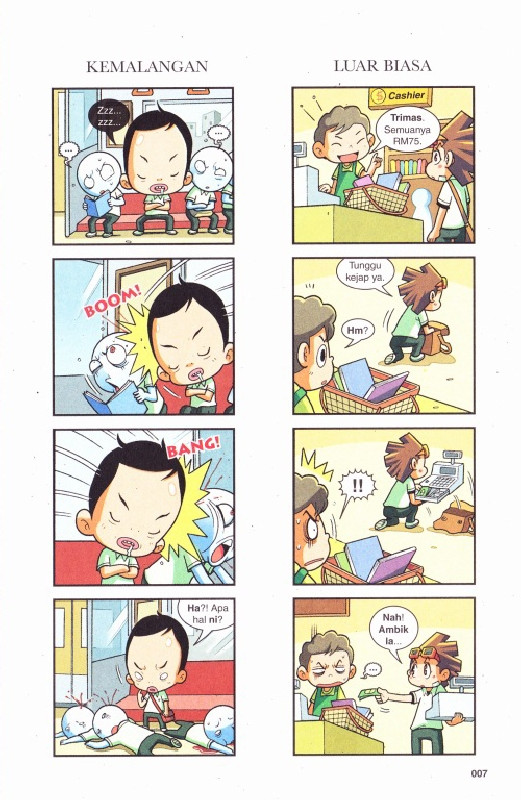 KEMALANGAN
Zzz...
zzz...
...
...
BOOM!
BANG!
Ha?! Apa
hal ni?
LUAR BIASA
$ Cashier
Trimas.
Semuanya
RM75.
Tunggu
kejap ya.
Hm?
!!
....
Nah!
Ambik
la...
007